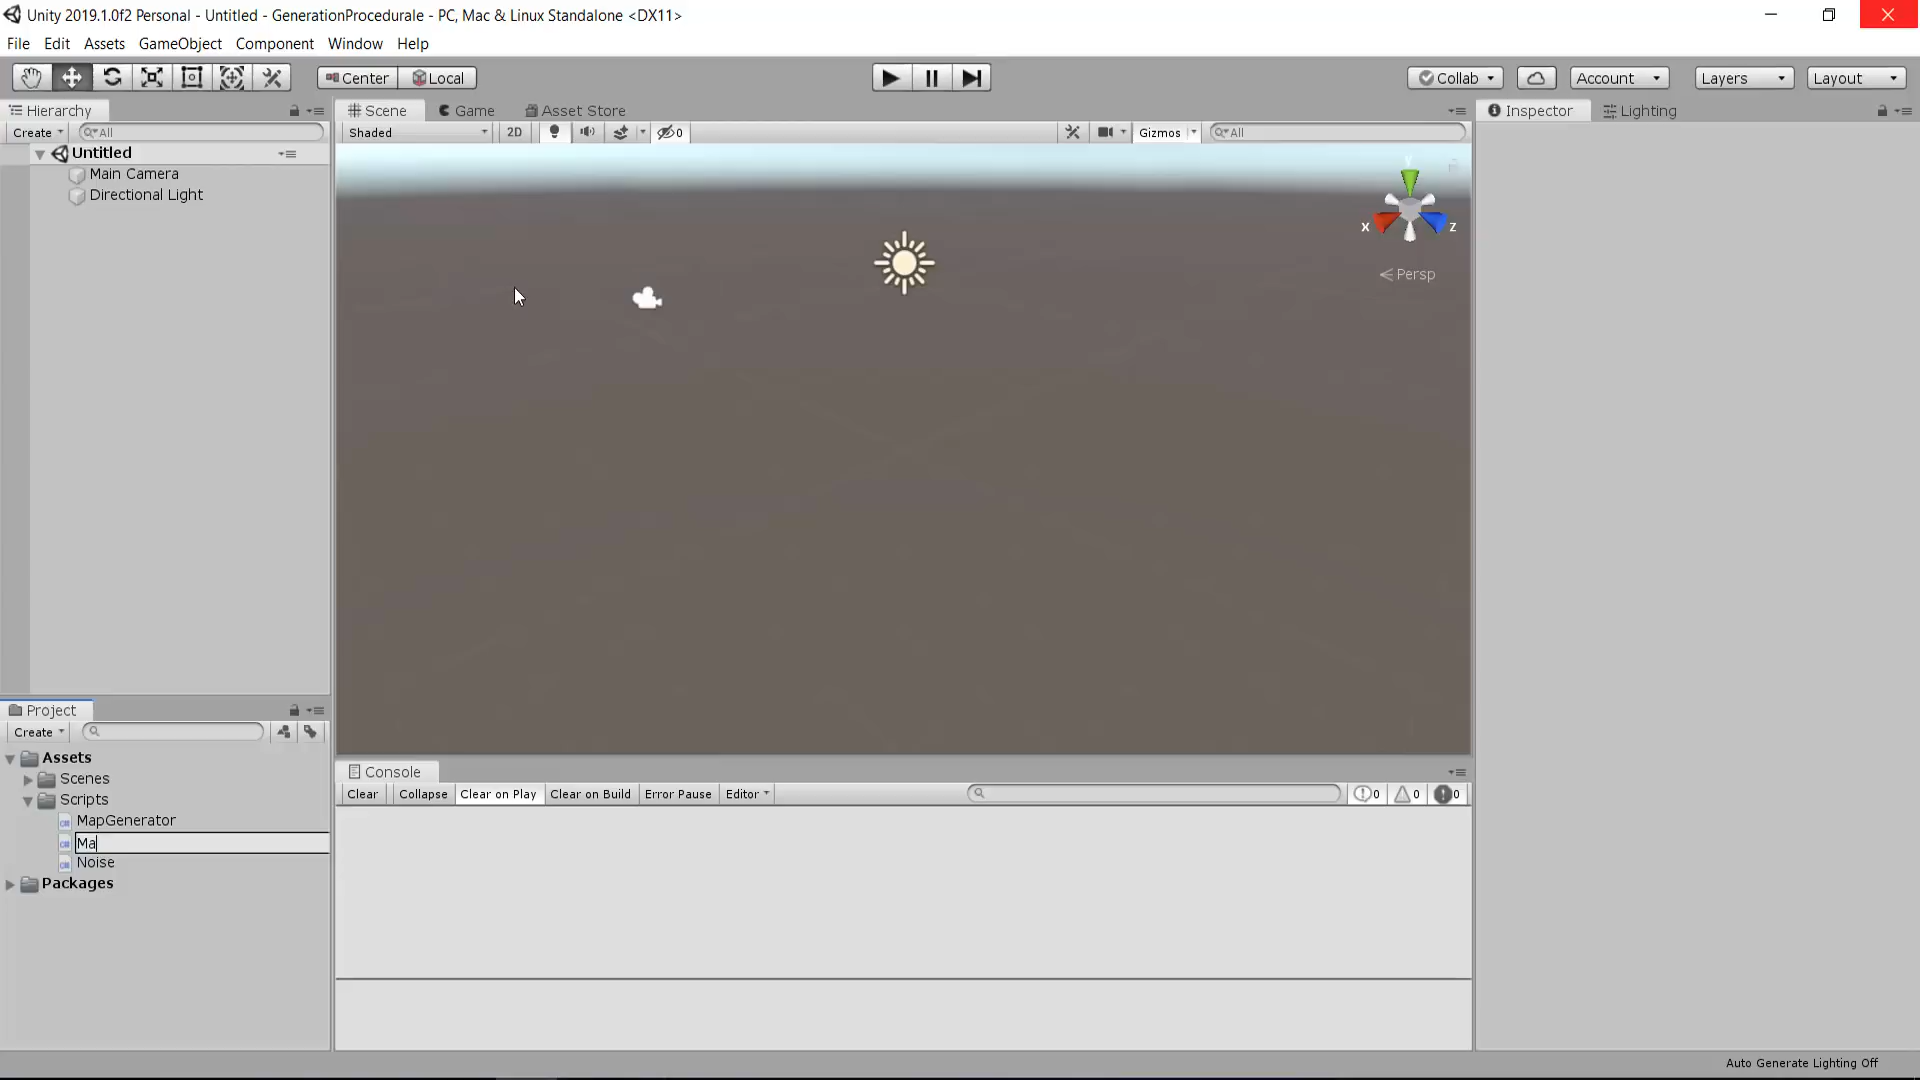 Unity 2019.1.0f2 Personal - Untitled - GenerationProcedurale - PC, Mac & Linux Standalone <DX11>
File Edit Assets GameObject Component Window Help
Center Local Collab Account Layers Layout
Hierarchy Scene Game Asset Store Inspector Lighting
Create All Shaded 2D 0 Gizmos All
Untitled
Main Camera
Directional Light
y
x z
Persp
Project
Create
Assets
Scenes
Scripts
MapGenerator
Ma
Noise
Packages
Console
Clear Collapse Clear on Play Clear on Build Error Pause Editor 0 0 0
Auto Generate Lighting Off